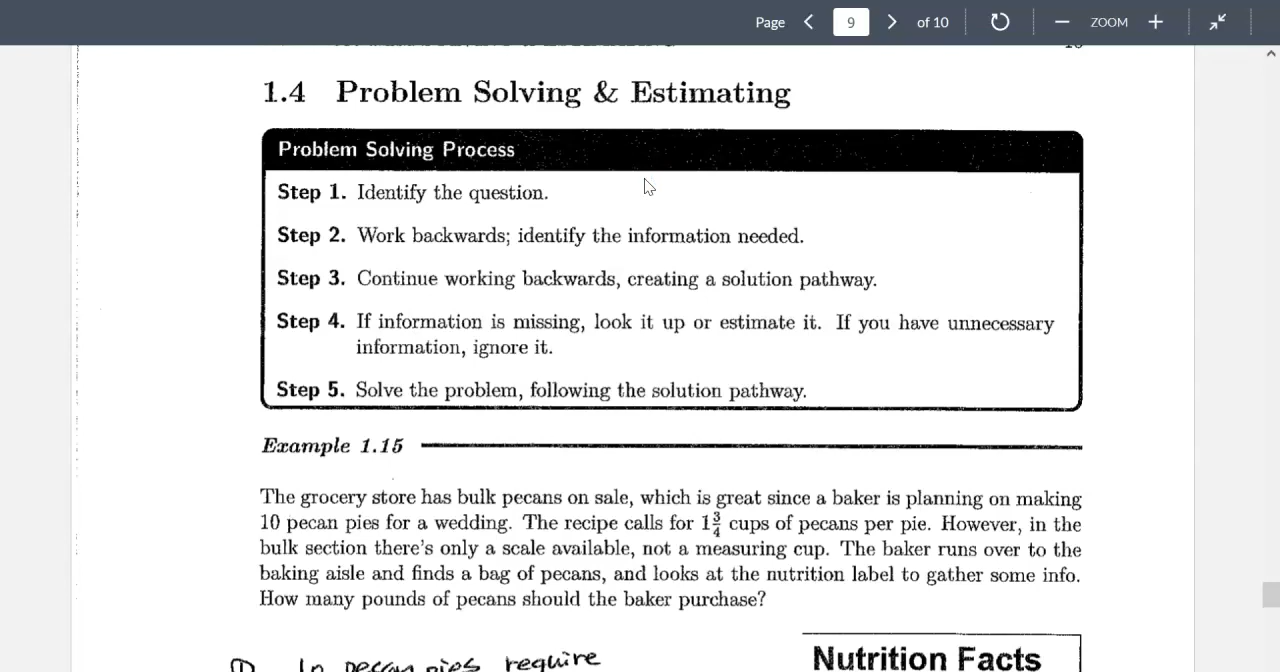 Page 9 of 10 ZOOM
1.4 Problem Solving & Estimating
Problem Solving Process
Step 1. Identify the question.
Step 2. Work backwards; identify the information needed.
Step 3. Continue working backwards, creating a solution pathway.
Step 4. If information is missing, look it up or estimate it. If you have unnecessary
information, ignore it.
Step 5. Solve the problem, following the solution pathway.
Example 1.15
The grocery store has bulk pecans on sale, which is great since a baker is planning on making
10 pecan pies for a wedding. The recipe calls for 1 3/4 cups of pecans per pie. However, in the
bulk section there's only a scale available, not a measuring cup. The baker runs over to the
baking aisle and finds a bag of pecans, and looks at the nutrition label to gather some info.
How many pounds of pecans should the baker purchase?
① 10 pecan pies require
Nutrition Facts